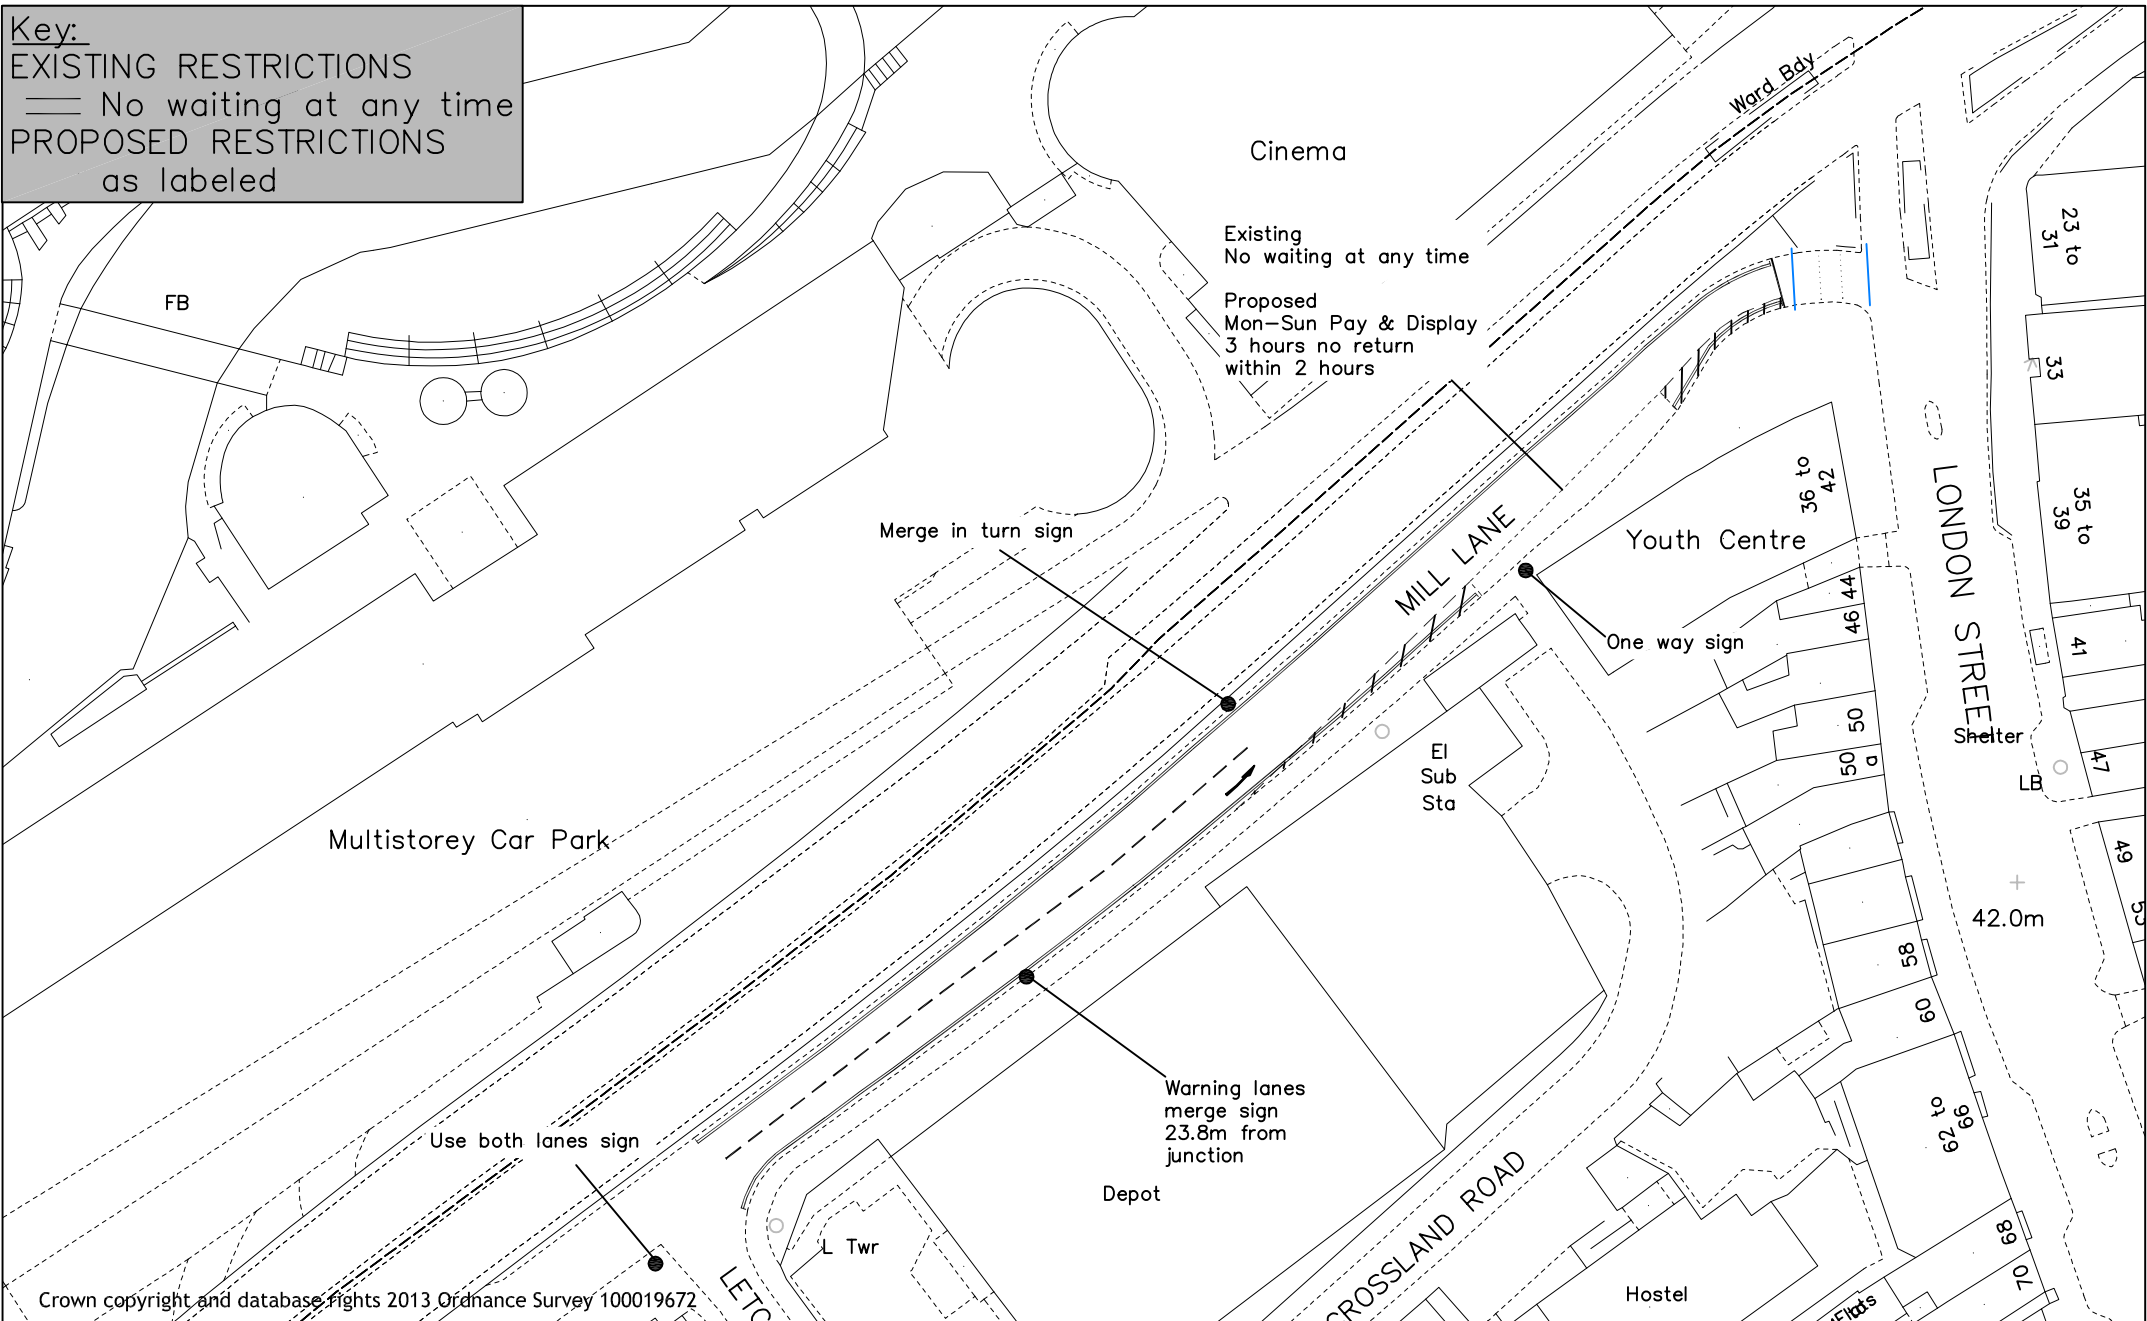 Key:
EXISTING RESTRICTIONS
No waiting at any time
PROPOSED RESTRICTIONS
as labeled
Ward Bdy
Cinema
23 to
31
Existing
No waiting at any time
Proposed
Mon-Sun Pay & Display
3 hours no return
within 2 hours
FB
33
36 to
42
35 to
39
LONDON STREET
Merge in turn sign
MILL LANE
Youth Centre
44
46
One way sign
41
50
50
a
Shelter
47
LB
El
Sub
Sta
Multistorey Car Park
49
42.0m
58
60
Warning lanes
merge sign
23.8m from
junction
62 to
66
Use both lanes sign
Depot
CROSSLAND ROAD
L Twr
68
70
LETC
Hostel
Crown copyright and database rights 2013 Ordnance Survey 100019672